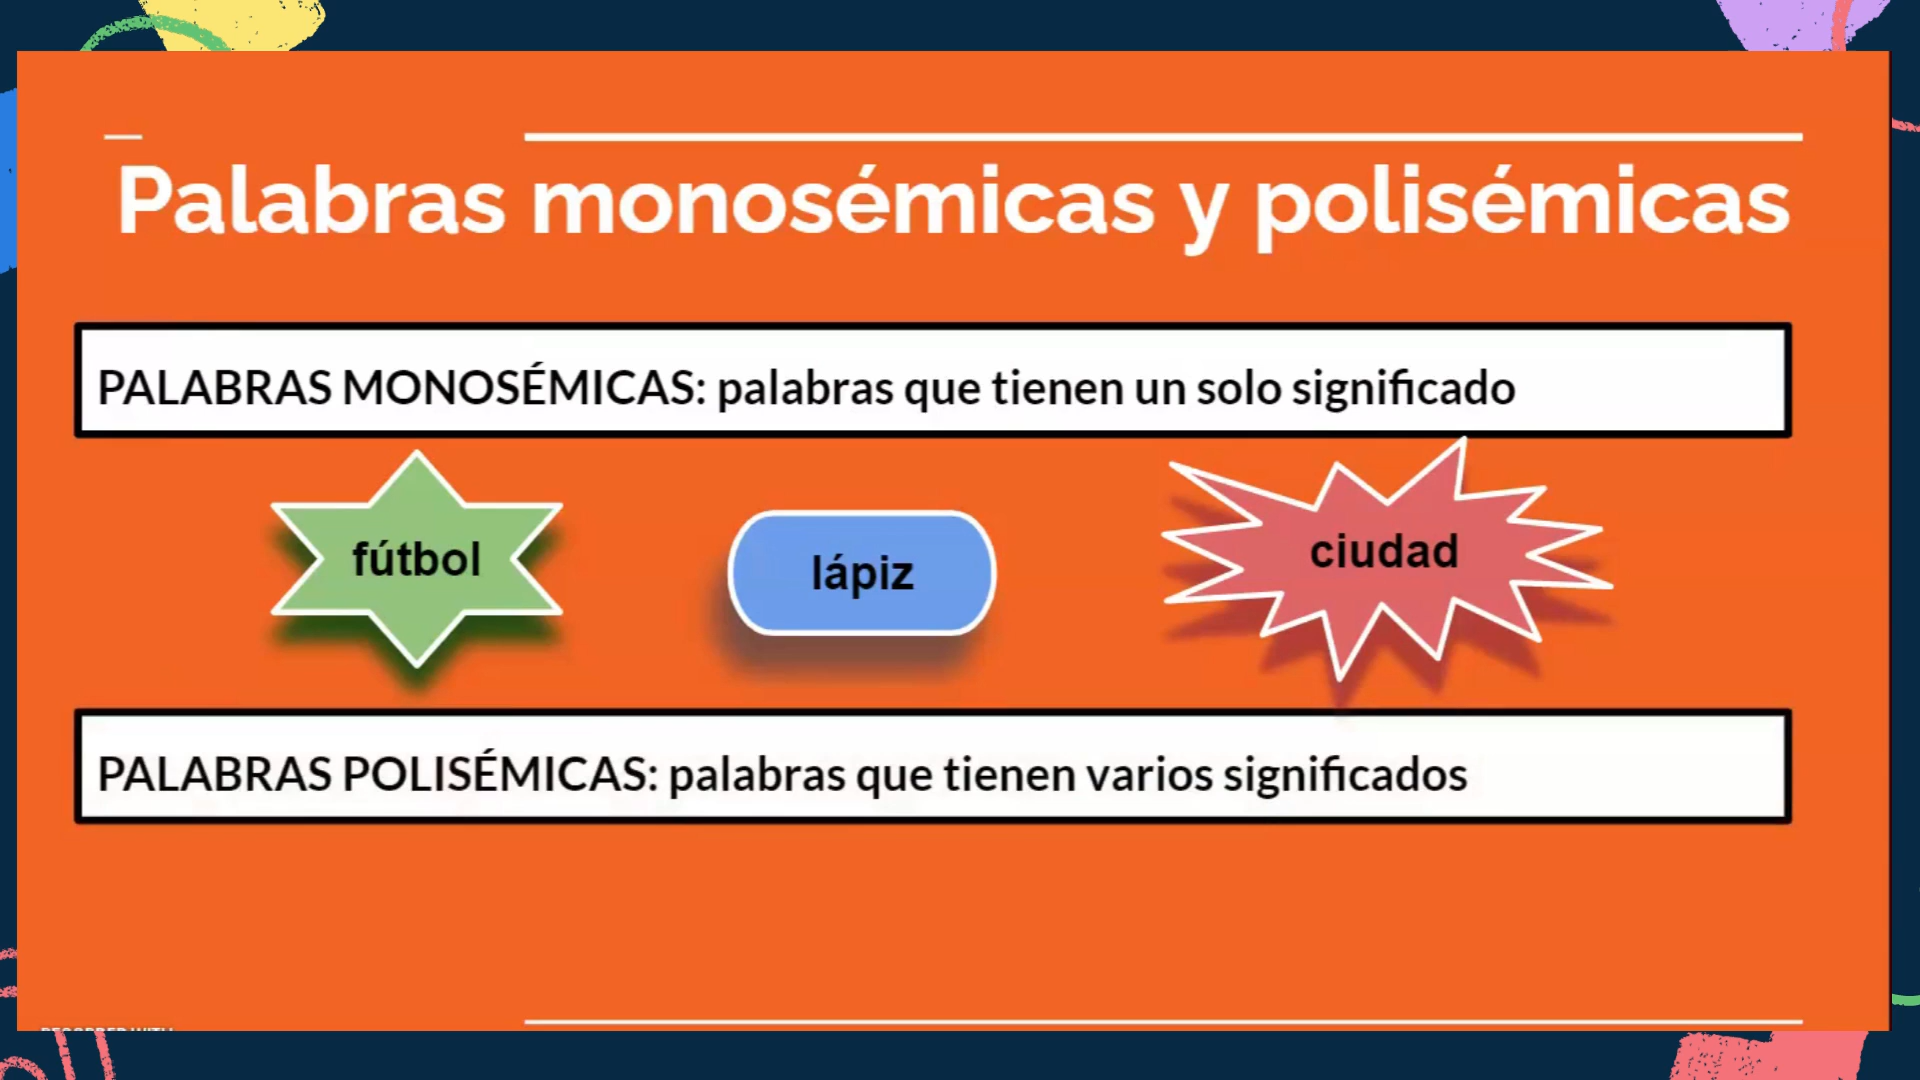 Palabras monosémicas y polisémicas
PALABRAS MONOSÉMICAS: palabras que tienen un solo significado
fútbol
lápiz
ciudad
PALABRAS POLISÉMICAS: palabras que tienen varios significados